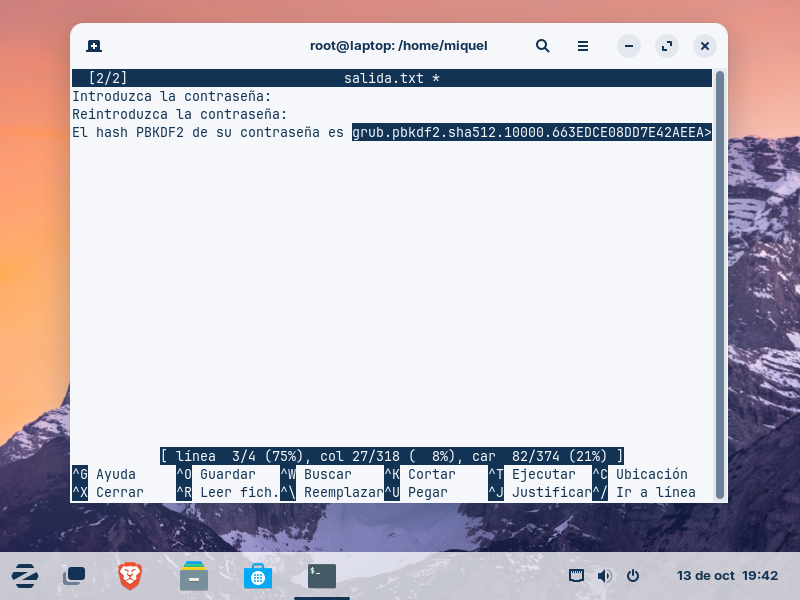 root@laptop: /home/miquel
[2/2] salida.txt *
Introduzca la contraseña:
Reintroduzca la contraseña:
El hash PBKDF2 de su contraseña es grub.pbkdf2.sha512.10000.663EDCE08DD7E42AEEA>
[ línea  3/4 (75%), col 27/318 (  8%), car  82/374 (21%) ]
^G Ayuda ^O Guardar ^W Buscar ^K Cortar ^T Ejecutar ^C Ubicación
^X Cerrar ^R Leer fich. ^\ Reemplazar ^U Pegar ^J Justificar ^/ Ir a línea
$_
13 de oct 19:42